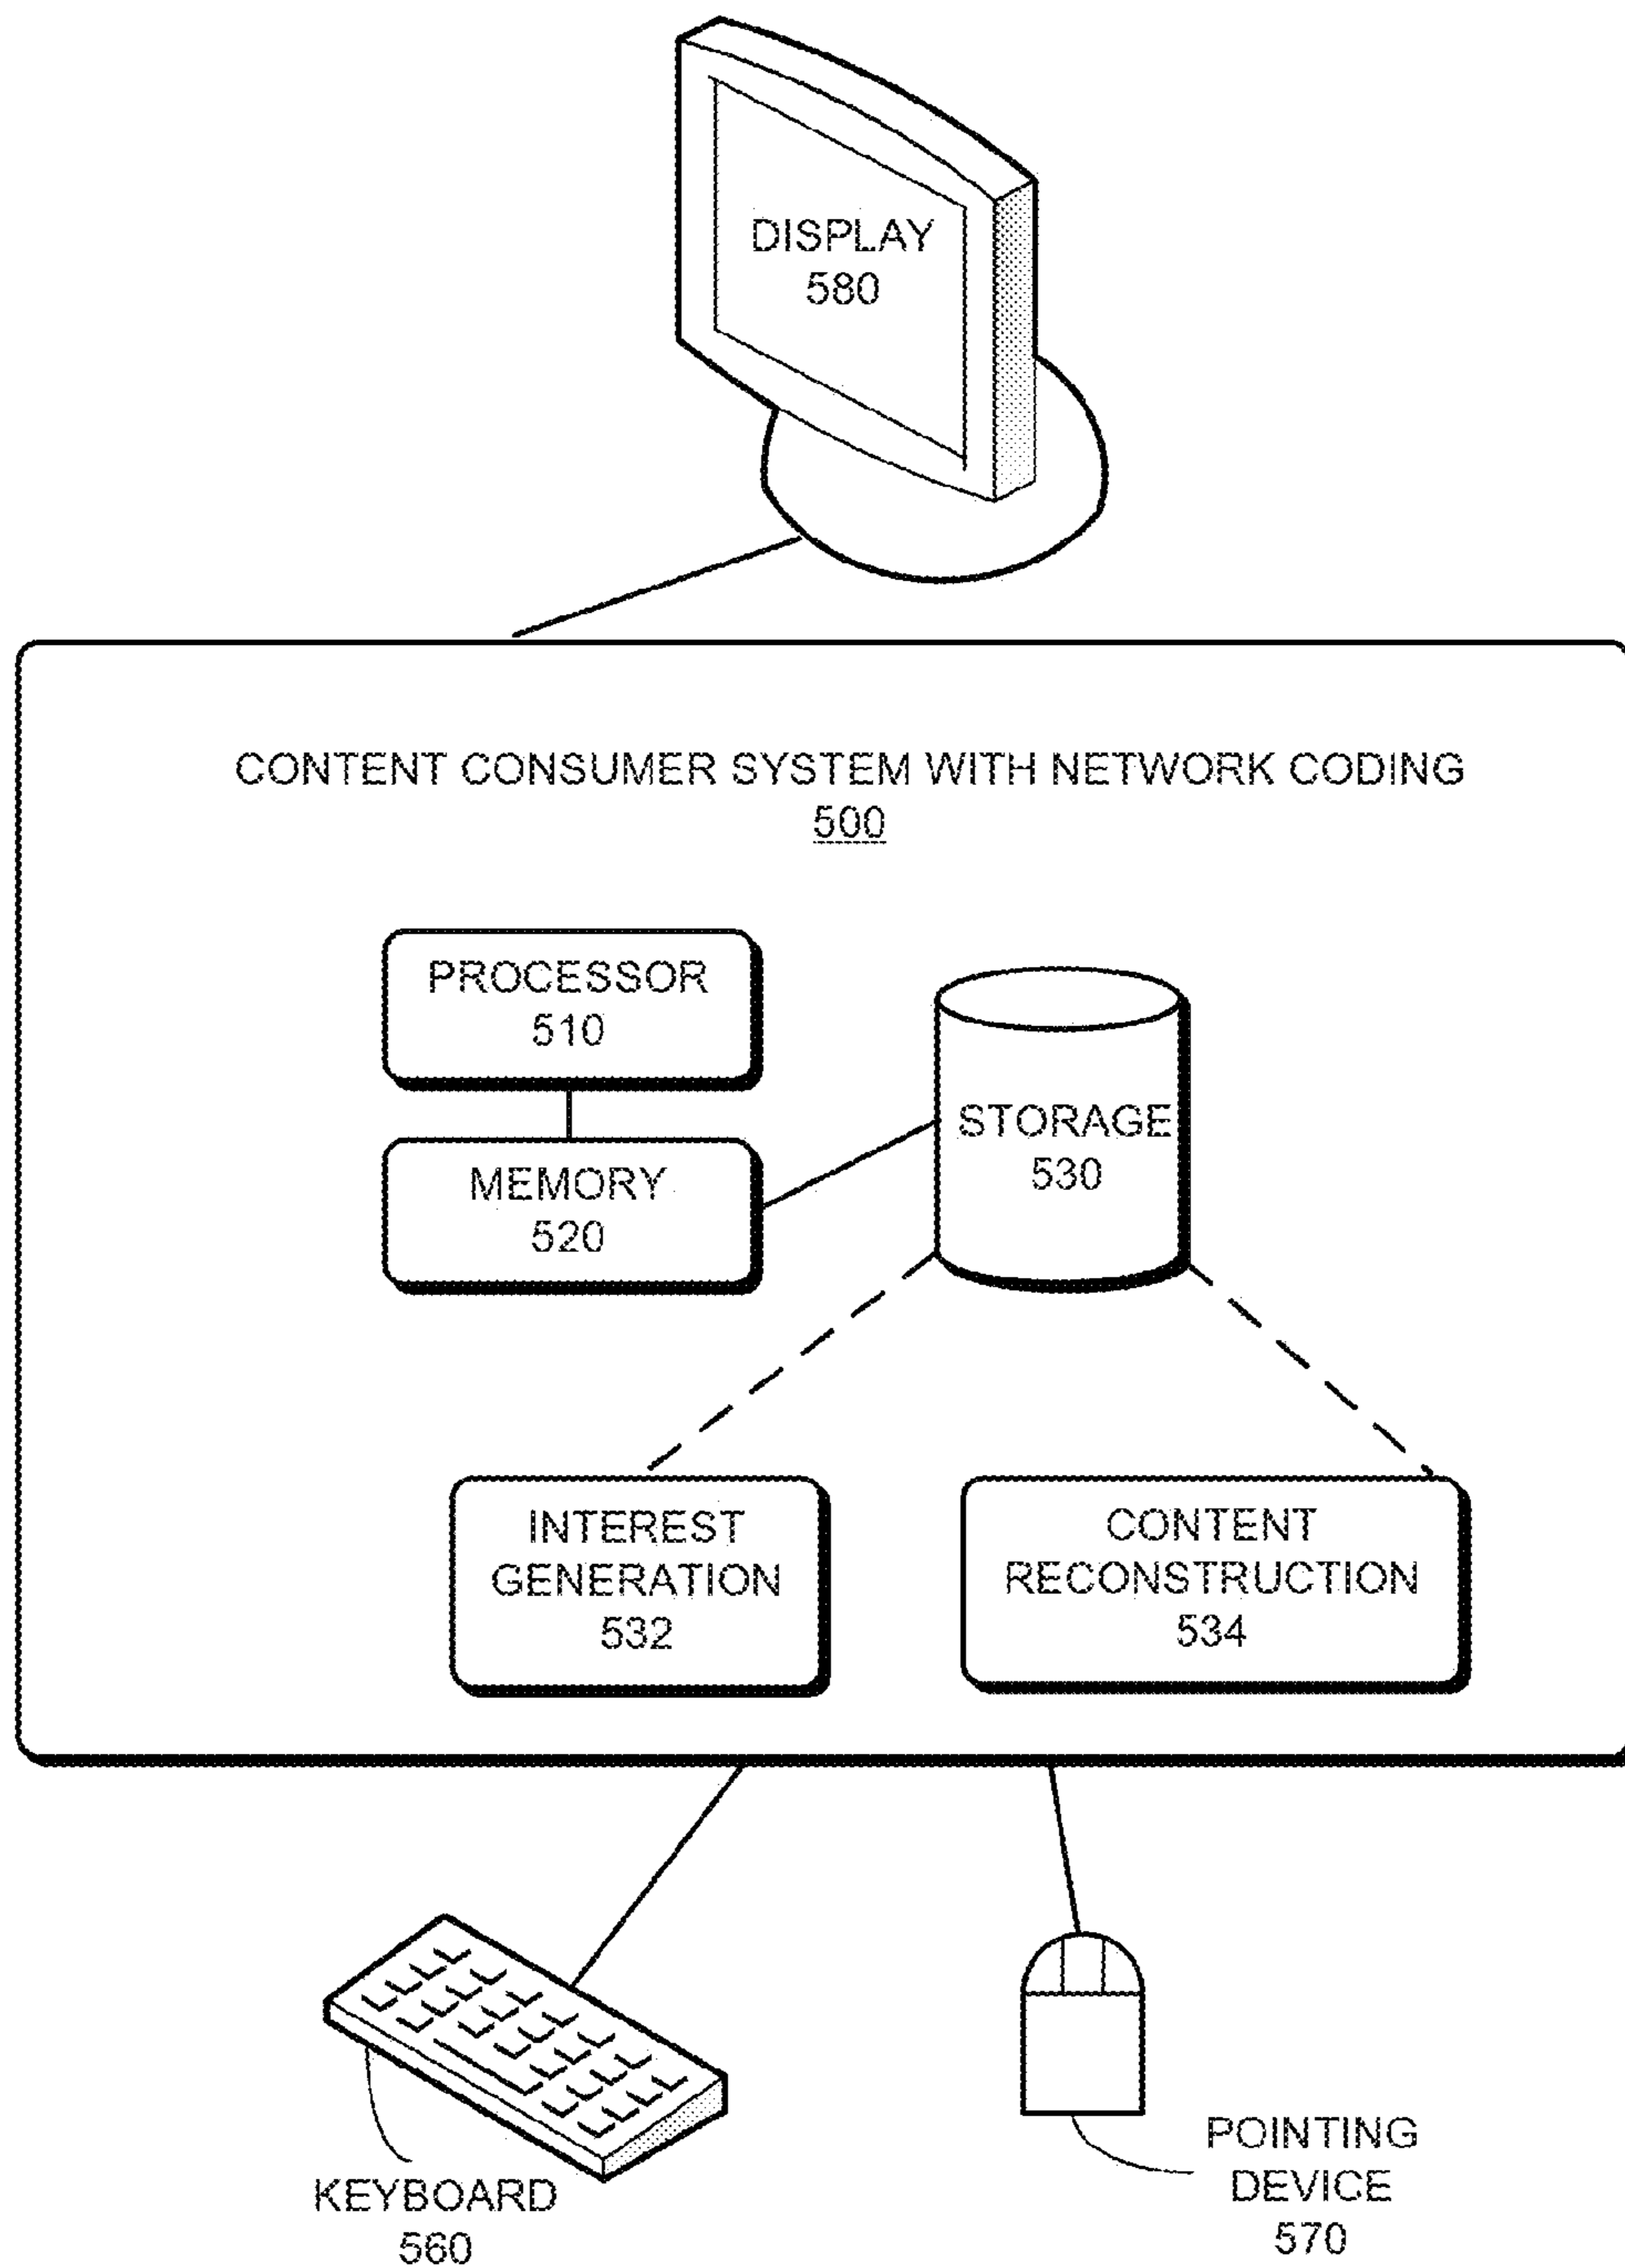 DISPLAY
580
CONTENT CONSUMER SYSTEM WITH NETWORK CODING
500
PROCESSOR
510
MEMORY
520
STORAGE
530
INTEREST
GENERATION
532
CONTENT
RECONSTRUCTION
534
KEYBOARD
560
POINTING
DEVICE
570